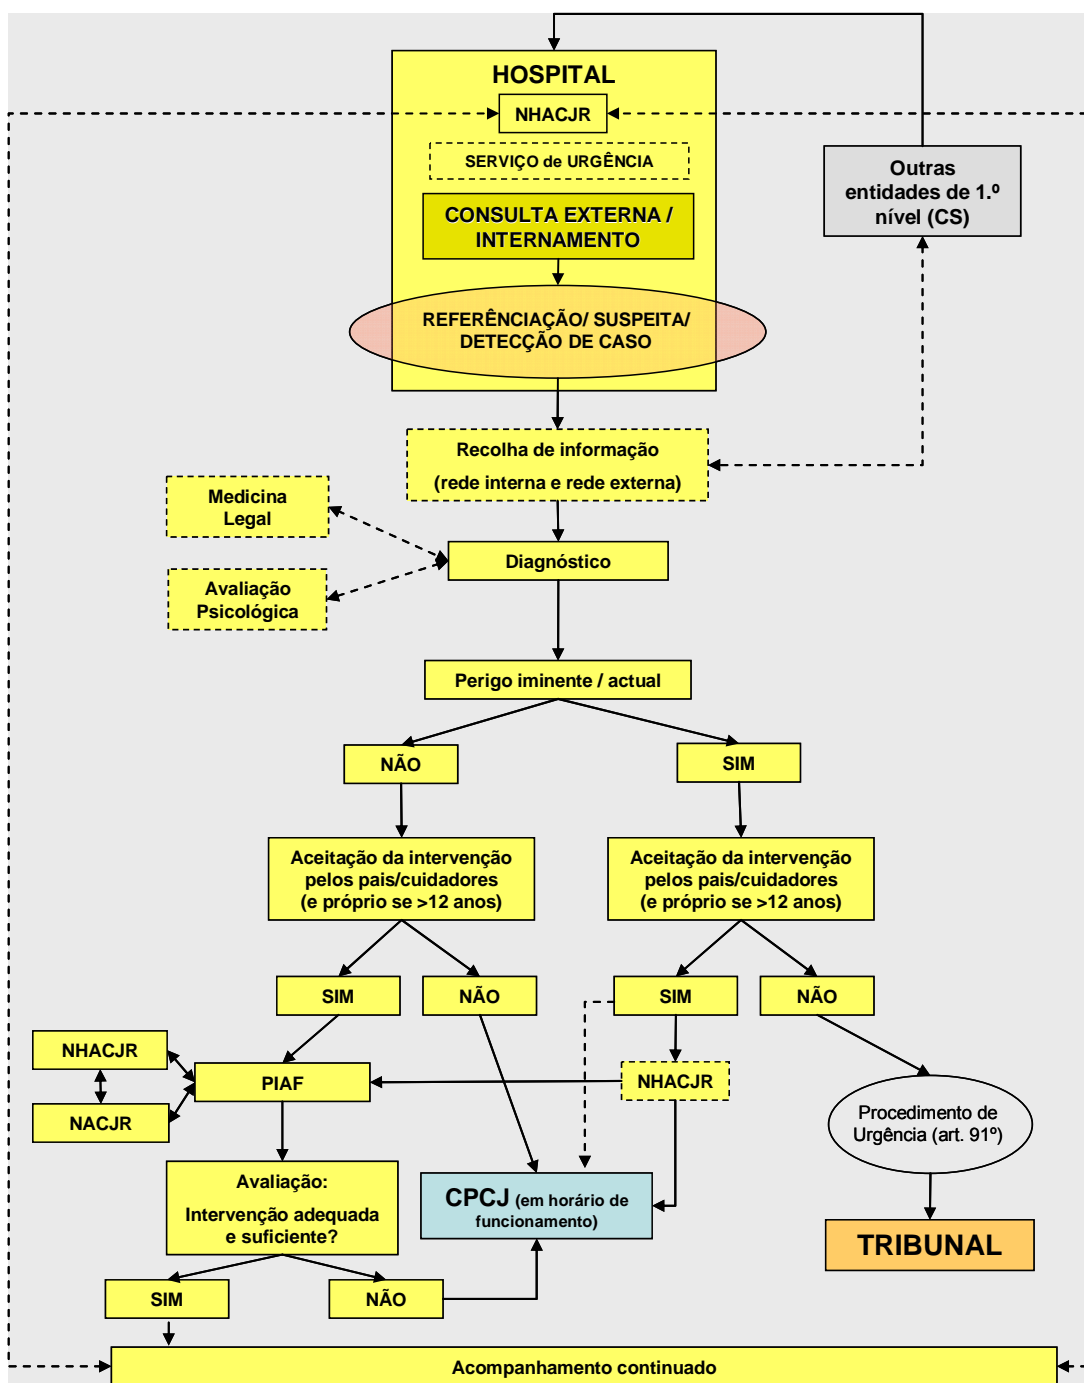 HOSPITAL
NHACJR
SERVIÇO de URGÊNCIA
CONSULTA EXTERNA /
INTERNAMENTO
REFERÊNCIAÇÃO/ SUSPEITA/
DETECÇÃO DE CASO
Outras
entidades de 1.º
nível (CS)
Recolha de informação
(rede interna e rede externa)
Medicina
Legal
Diagnóstico
Avaliação
Psicológica
Perigo iminente / actual
NÃO
SIM
Aceitação da intervenção
pelos pais/cuidadores
(e próprio se >12 anos)
Aceitação da intervenção
pelos pais/cuidadores
(e próprio se >12 anos)
SIM
NÃO
SIM
NÃO
NHACJR
NACJR
PIAF
NHACJR
Procedimento de
Urgência (art. 91º)
Avaliação:
Intervenção adequada
e suficiente?
CPCJ (em horário de
funcionamento)
TRIBUNAL
SIM
NÃO
Acompanhamento continuado